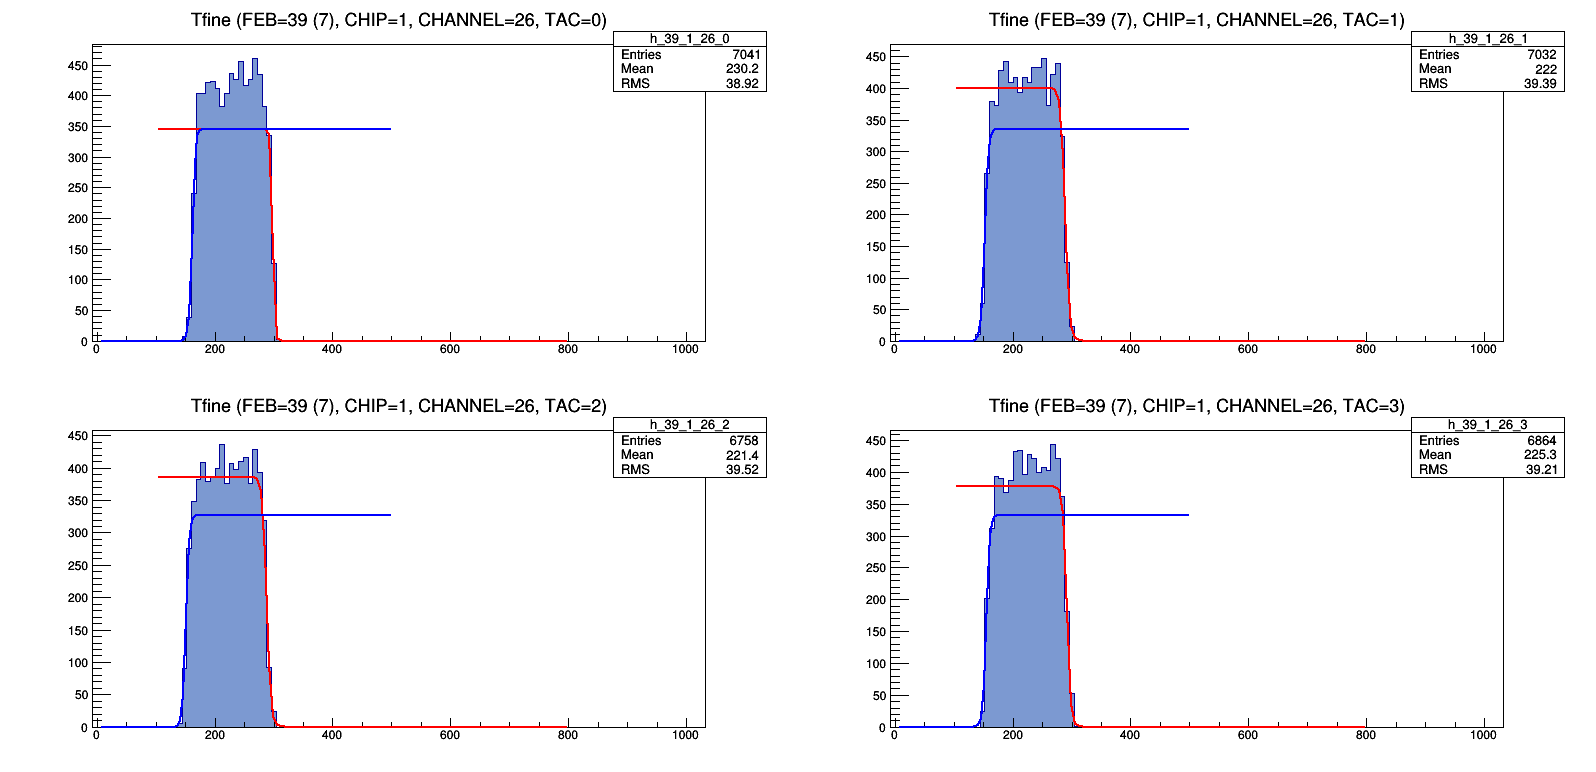 Tfine (FEB=39 (7), CHIP=1, CHANNEL=26, TAC=0)
h_39_1_26_0
Entries 7041
Mean 230.2
RMS 38.92
450
400
350
300
250
200
150
100
50
0
0 200 400 600 800 1000
Tfine (FEB=39 (7), CHIP=1, CHANNEL=26, TAC=1)
h_39_1_26_1
Entries 7032
Mean 222
RMS 39.39
450
400
350
300
250
200
150
100
50
0
0 200 400 600 800 1000
Tfine (FEB=39 (7), CHIP=1, CHANNEL=26, TAC=2)
h_39_1_26_2
Entries 6758
Mean 221.4
RMS 39.52
450
400
350
300
250
200
150
100
50
0
0 200 400 600 800 1000
Tfine (FEB=39 (7), CHIP=1, CHANNEL=26, TAC=3)
h_39_1_26_3
Entries 6864
Mean 225.3
RMS 39.21
450
400
350
300
250
200
150
100
50
0
0 200 400 600 800 1000